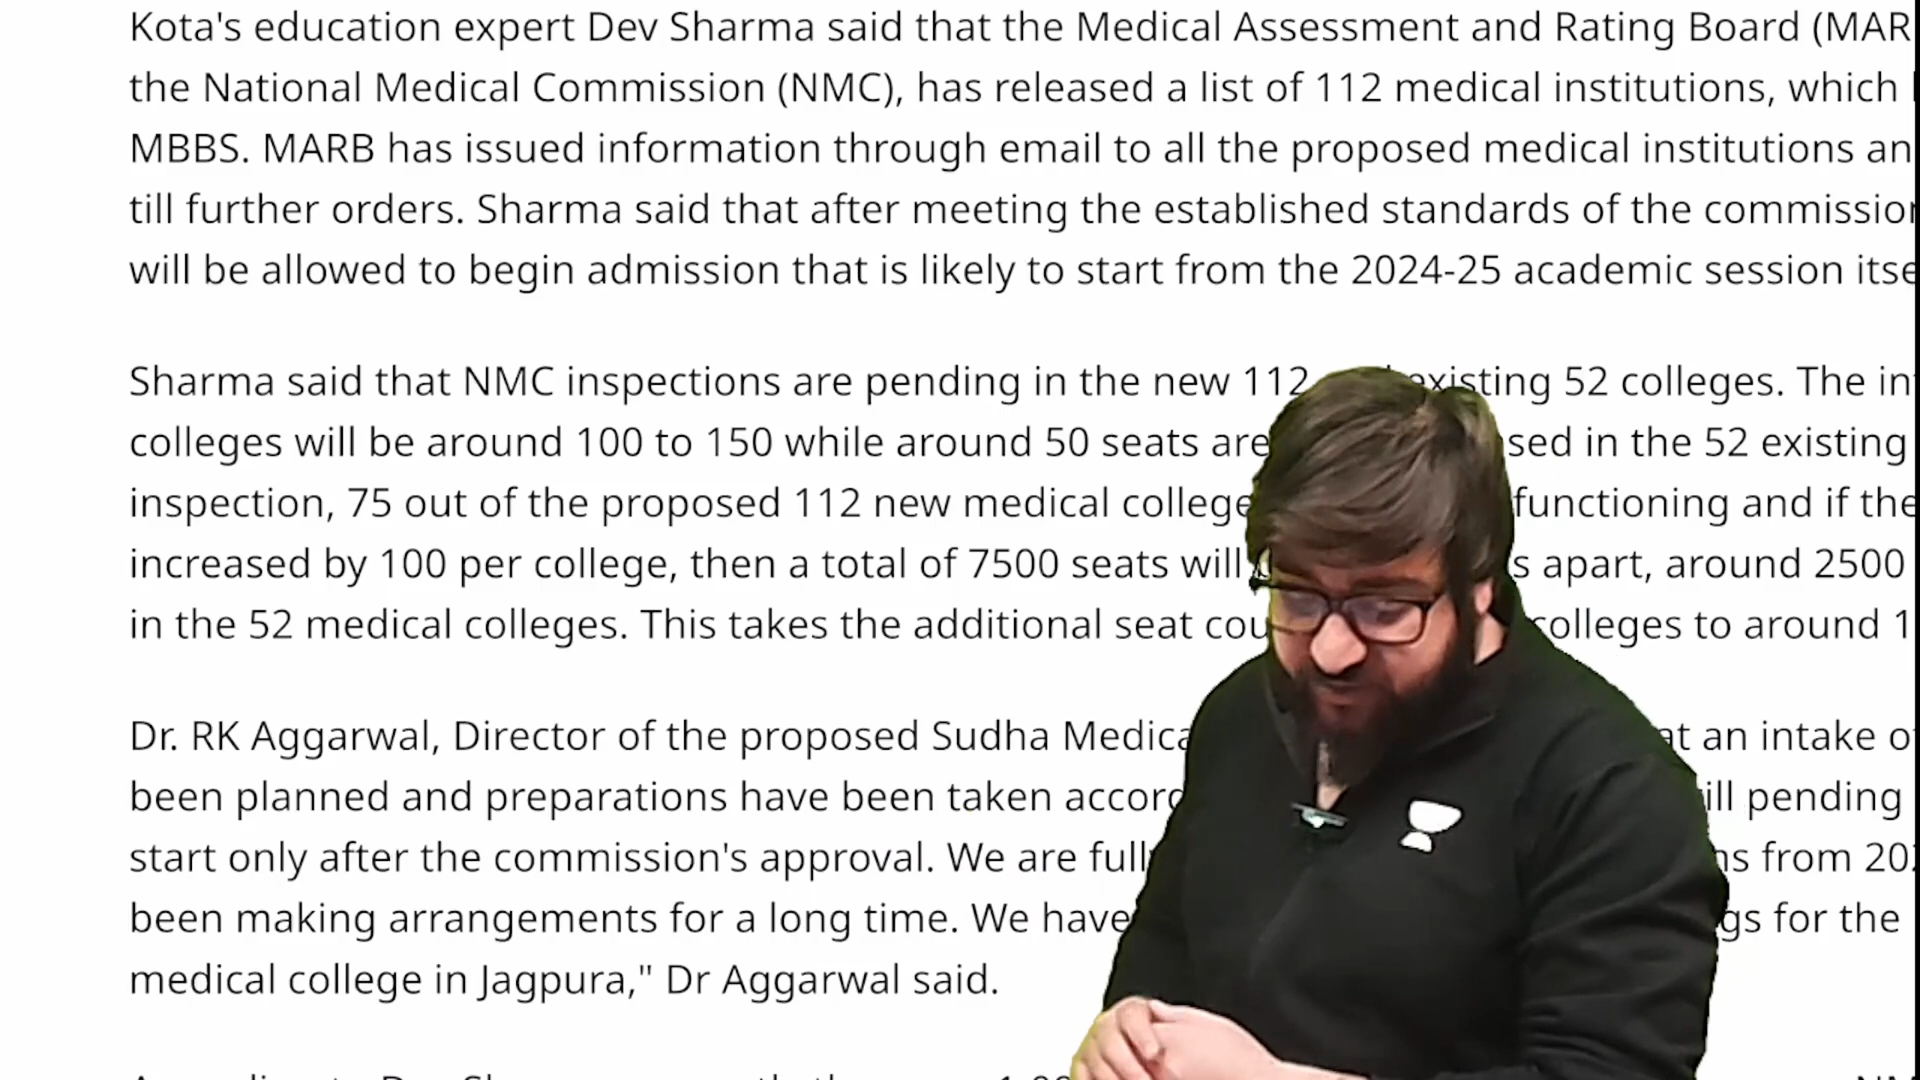 Kota's education expert Dev Sharma said that the Medical Assessment and Rating Board (MAR
the National Medical Commission (NMC), has released a list of 112 medical institutions, which
MBBS. MARB has issued information through email to all the proposed medical institutions an
till further orders. Sharma said that after meeting the established standards of the commission
will be allowed to begin admission that is likely to start from the 2024-25 academic session itse
Sharma said that NMC inspections are pending in the new 112 existing 52 colleges. The in
colleges will be around 100 to 150 while around 50 seats are sed in the 52 existing
inspection, 75 out of the proposed 112 new medical college functioning and if the
increased by 100 per college, then a total of 7500 seats will s apart, around 2500
in the 52 medical colleges. This takes the additional seat cou colleges to around 1
Dr. RK Aggarwal, Director of the proposed Sudha Medica at an intake of
been planned and preparations have been taken accord ill pending
start only after the commission's approval. We are fully ns from 202
been making arrangements for a long time. We have gs for the
medical college in Jagpura," Dr Aggarwal said.